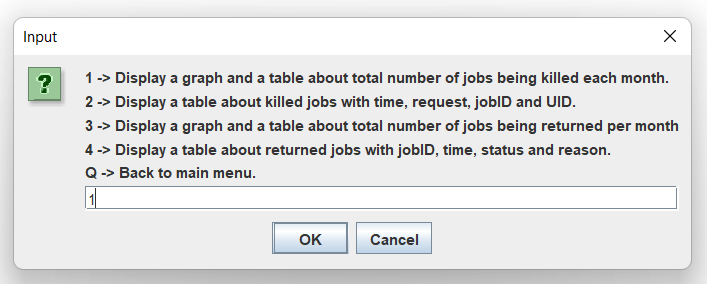 Input
1 -> Display a graph and a table about total number of jobs being killed each month.
2 -> Display a table about killed jobs with time, request, jobID and UID.
3 -> Display a graph and a table about total number of jobs being returned per month
4 -> Display a table about returned jobs with jobID, time, status and reason.
Q -> Back to main menu.
1
OK Cancel